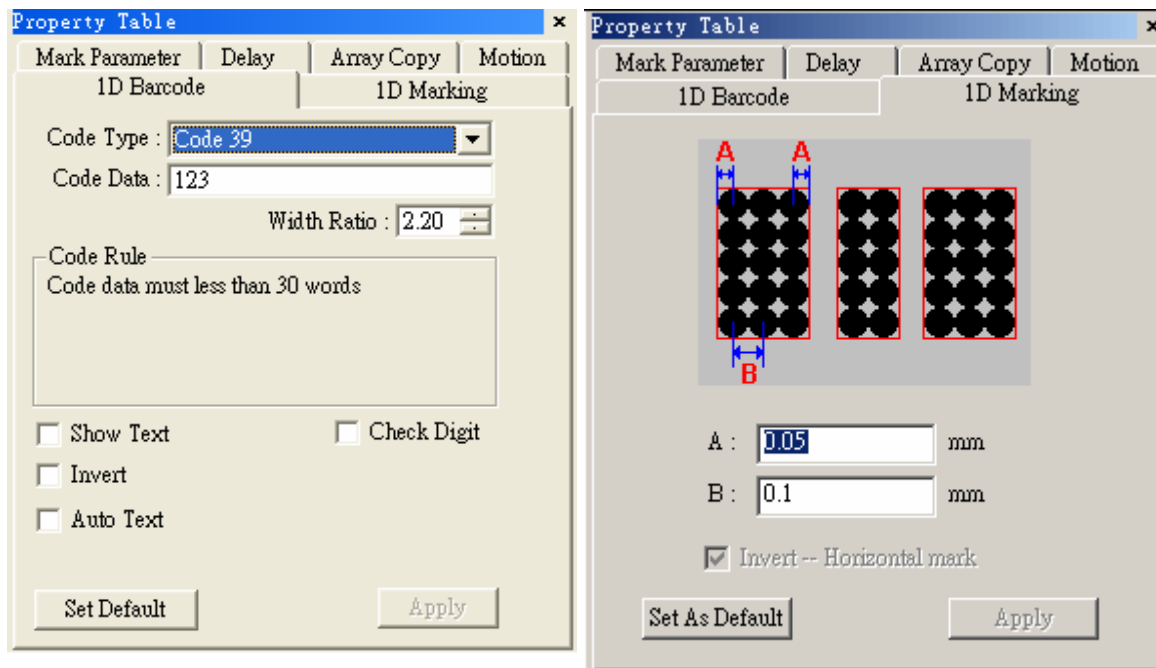 Property Table
Mark Parameter Delay Array Copy Motion
1D Barcode 1D Marking
Code Type : Code 39
Code Data : 123
Width Ratio : 2.20
Code Rule
Code data must less than 30 words
Show Text Check Digit
Invert
Auto Text
Set Default Apply
Property Table
Mark Parameter Delay Array Copy Motion
1D Barcode 1D Marking
A A
B
A : 0.05 mm
B : 0.1 mm
Invert -- Horizontal mark
Set As Default Apply